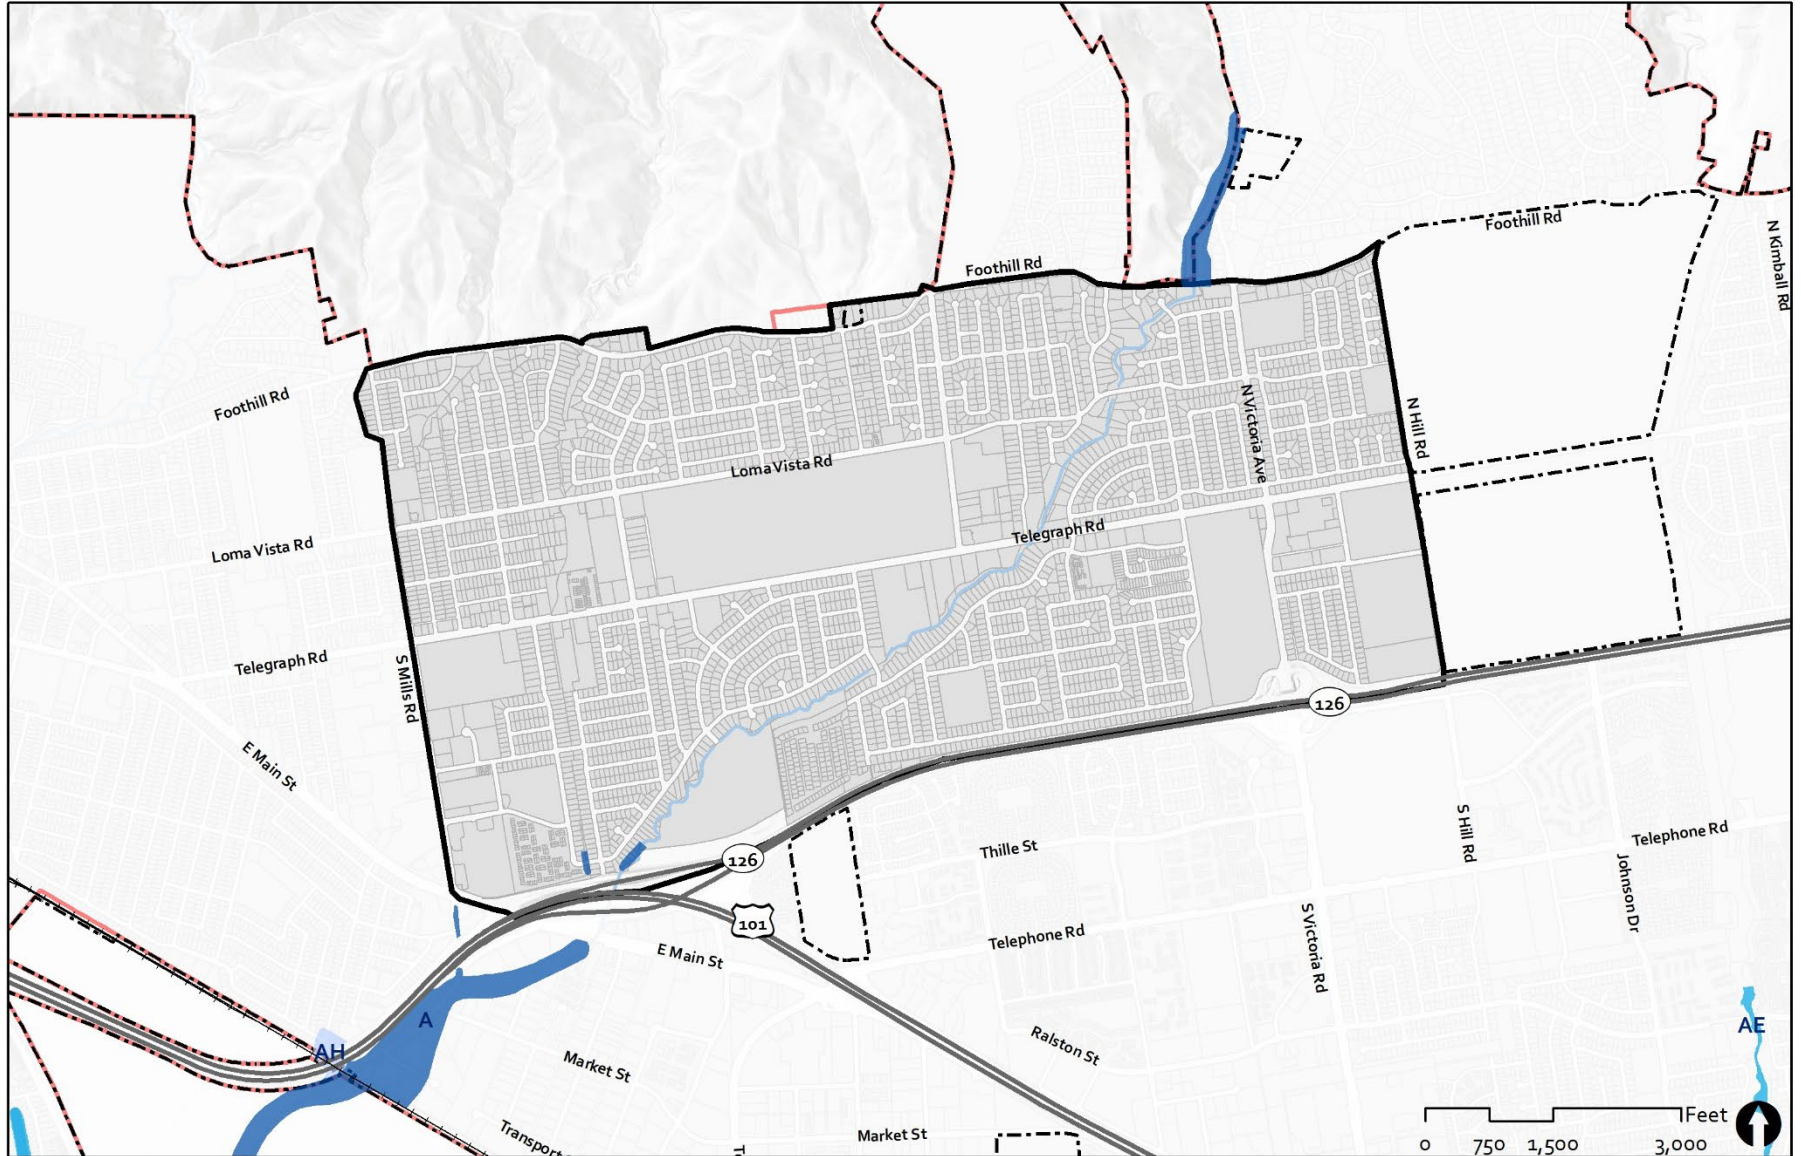 Foothill Rd
Foothill Rd
N Kimball Rd
Foothill Rd
N Victoria Ave
N Hill Rd
Loma Vista Rd
Loma Vista Rd
Telegraph Rd
Telegraph Rd
S Mills Rd
126
E Main St
126
Thille St
S Hill Rd
Telephone Rd
Johnson Dr
101
E Main St
Telephone Rd
S Victoria Rd
A
AH
AE
Market St
Ralston St
Transport
Market St
Feet
0 750 1,500 3,000